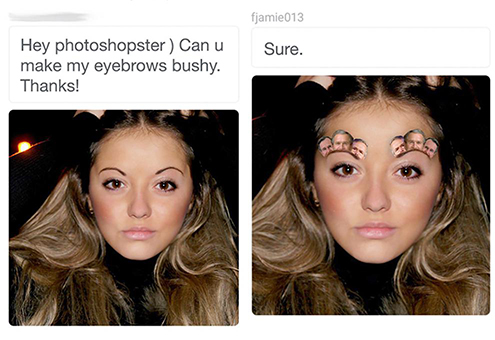 Hey photoshopster ) Can u
make my eyebrows bushy.
Thanks!
fjamie013
Sure.